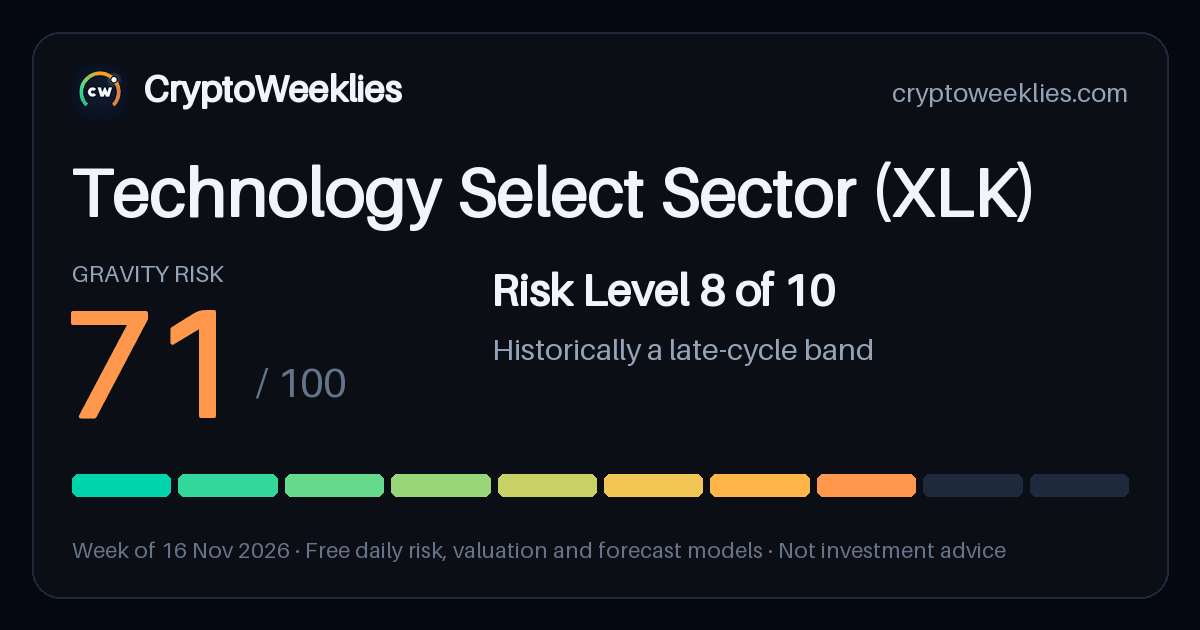 CW
CryptoWeeklies
cryptoweeklies.com
Technology Select Sector (XLK)
GRAVITY RISK
71 / 100
Risk Level 8 of 10
Historically a late-cycle band
Week of 16 Nov 2026 · Free daily risk, valuation and forecast models · Not investment advice